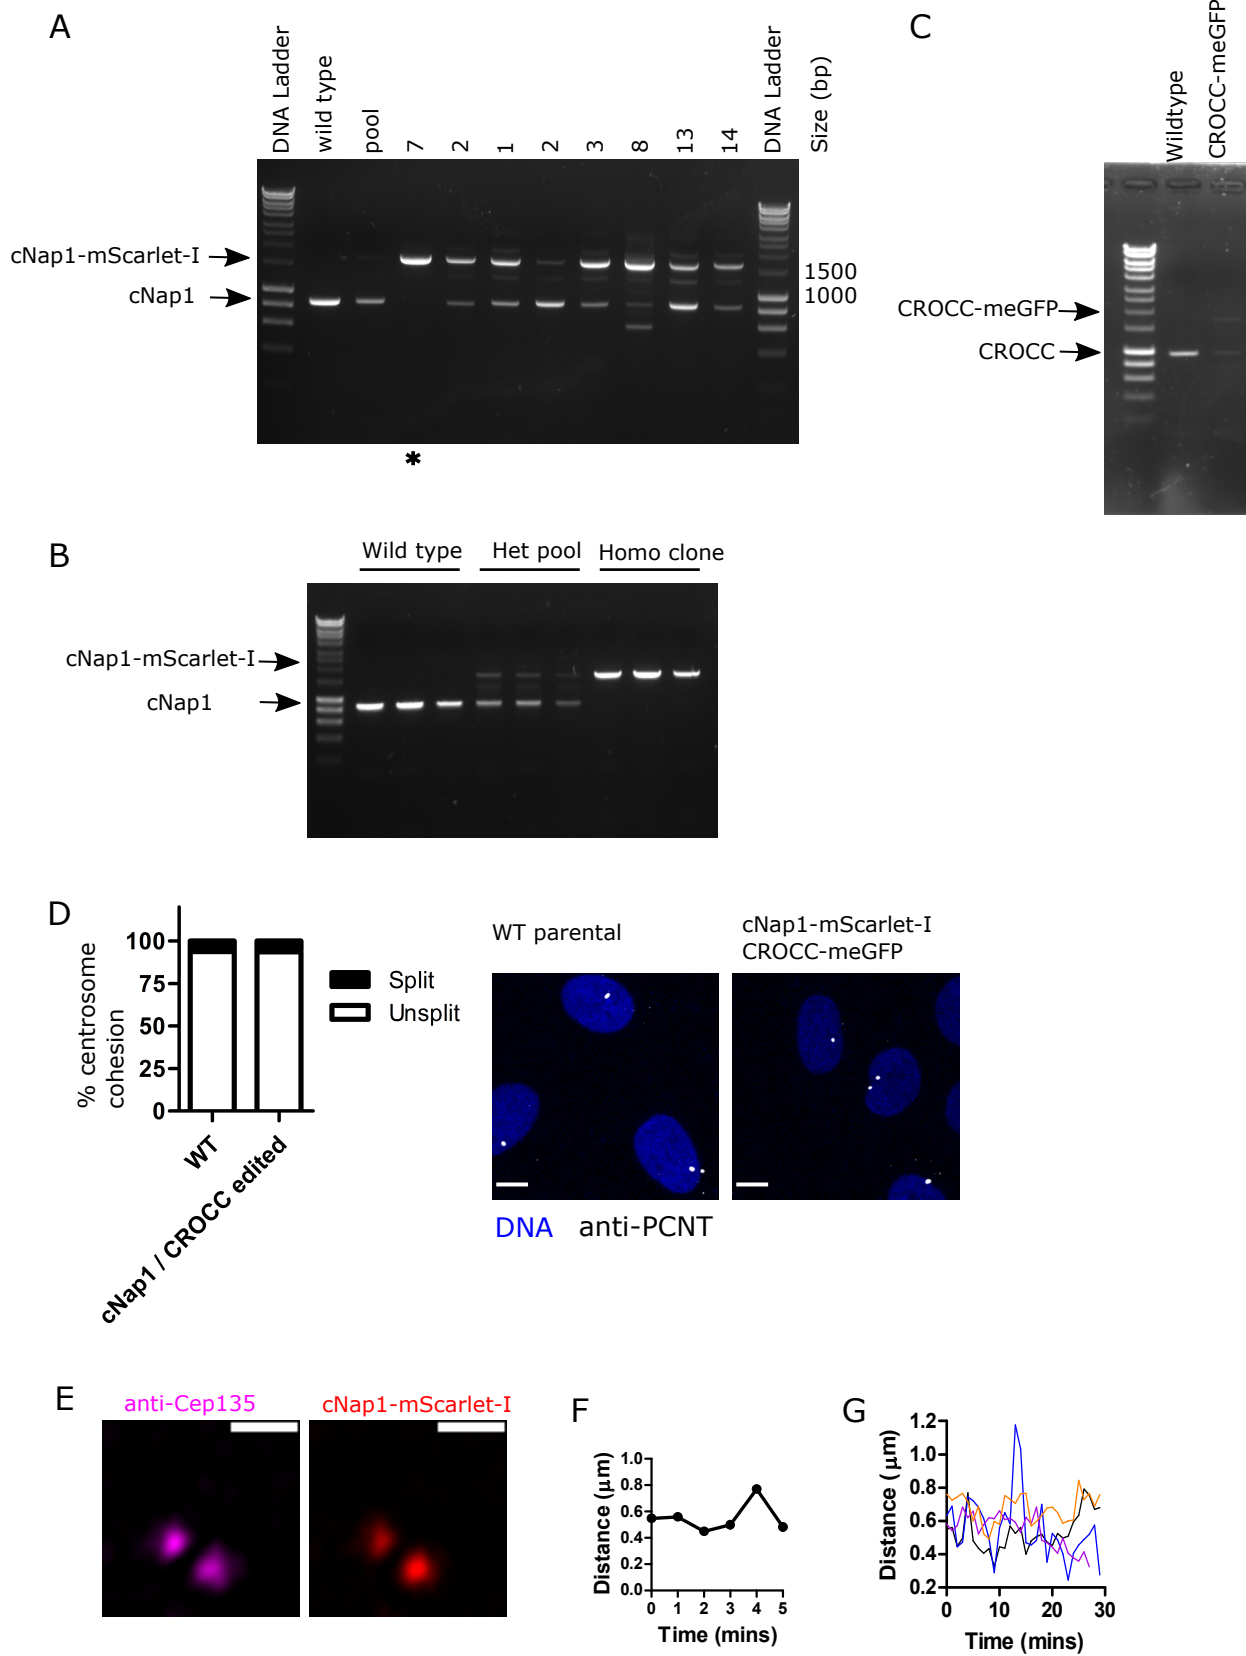 A
DNA Ladder
wild type
pool
7
2
1
2
3
8
13
14
DNA Ladder
Size (bp)
cNap1-mScarlet-I
cNap1
1500
1000
*
C
Wildtype
CROCC-meGFP
CROCC-meGFP
CROCC
B
Wild type
Het pool
Homo clone
cNap1-mScarlet-I
cNap1
D
% centrosome
cohesion
100
75
50
25
0
WT
cNap1 / CROCC edited
Split
Unsplit
WT parental
cNap1-mScarlet-I
CROCC-meGFP
DNA anti-PCNT
E
anti-Cep135
cNap1-mScarlet-I
F
Distance (μm)
1.0
0.8
0.6
0.4
0.2
0.0
0 1 2 3 4 5
Time (mins)
G
Distance (μm)
1.2
1.0
0.8
0.6
0.4
0.2
0 10 20 30
Time (mins)